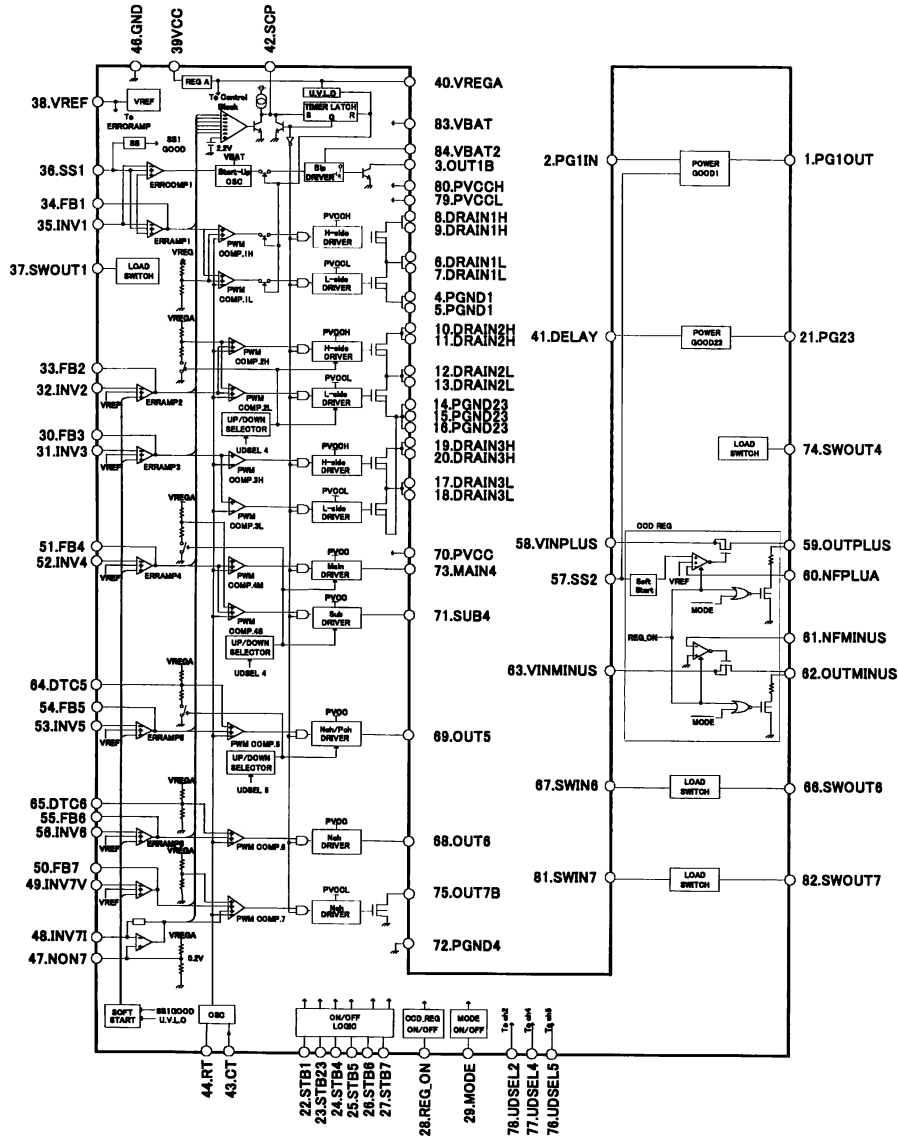 46.GND
39VCC
42.SCP
38.VREF
VREF
To
ERRORAMP
REG A
To Control
Block
U.V.L.O
TIMER LATCH
S Q R
2.2V
40.VREGA
83.VBAT
84.VBAT2
3.OUT1B
80.PVCCH
79.PVCCL
SS
SS1
GOOD
36.SS1
ERRCOMP1
VBAT
Start-Up
OSC
Bip
DRIVER
34.FB1
35.INV1
ERRAMP1
VREG
PWM
COMP.1H
PVCCH
H-side
DRIVER
8.DRAIN1H
9.DRAIN1H
37.SWOUT1
LOAD
SWITCH
PWM
COMP.1L
PVCCL
L-side
DRIVER
6.DRAIN1L
7.DRAIN1L
4.PGND1
5.PGND1
VREGA
PWM
COMP.2H
PVCCH
H-side
DRIVER
10.DRAIN2H
11.DRAIN2H
33.FB2
32.INV2
VREF
ERRAMP2
PWM
COMP.2L
PVCCL
L-side
DRIVER
12.DRAIN2L
13.DRAIN2L
14.PGND23
15.PGND23
16.PGND23
UP/DOWN
SELECTOR
UDSEL 4
30.FB3
31.INV3
VREF
ERRAMP3
PWM
COMP.3H
PVCCH
H-side
DRIVER
19.DRAIN3H
20.DRAIN3H
VREGA
PWM
COMP.3L
PVCCL
L-side
DRIVER
17.DRAIN3L
18.DRAIN3L
51.FB4
52.INV4
VREF
ERRAMP4
PWM
COMP.4M
PVCC
Main
DRIVER
70.PVCC
73.MAIN4
PWM
COMP.4S
PVCC
Sub
DRIVER
71.SUB4
UP/DOWN
SELECTOR
UDSEL 4
VREGA
64.DTC5
54.FB5
53.INV5
VREF
ERRAMP5
PWM COMP.5
PVCC
Nch/Pch
DRIVER
69.OUT5
UP/DOWN
SELECTOR
UDSEL 5
VREGA
65.DTC6
55.FB6
56.INV6
VREF
ERRAMP6
PWM COMP.6
PVCC
Nch
DRIVER
68.OUT6
50.FB7
49.INV7V
VREF
VREGA
PWM COMP.7
PVCCL
Nch
DRIVER
75.OUT7B
48.INV7I
47.NON7
VREGA
0.2V
72.PGND4
SOFT
START
SS1GOOD
U.V.L.O
OSC
44.RT
43.CT
ON/OFF
LOGIC
22.STB1
23.STB23
24.STB4
25.STB5
26.STB6
27.STB7
CCD_REG
ON/OFF
28.REG_ON
MODE
ON/OFF
29.MODE
To ch2
To ch4
To ch5
78.UDSEL2
77.UDSEL4
76.UDSEL5
2.PG1IN
POWER
GOOD1
1.PG1OUT
41.DELAY
POWER
GOOD23
21.PG23
LOAD
SWITCH
74.SWOUT4
CCD REG
58.VINPLUS
59.OUTPLUS
57.SS2
Soft
Start
VREF
60.NFPLUA
MODE
REG_ON
61.NFMINUS
63.VINMINUS
62.OUTMINUS
MODE
67.SWIN6
LOAD
SWITCH
66.SWOUT6
81.SWIN7
LOAD
SWITCH
82.SWOUT7